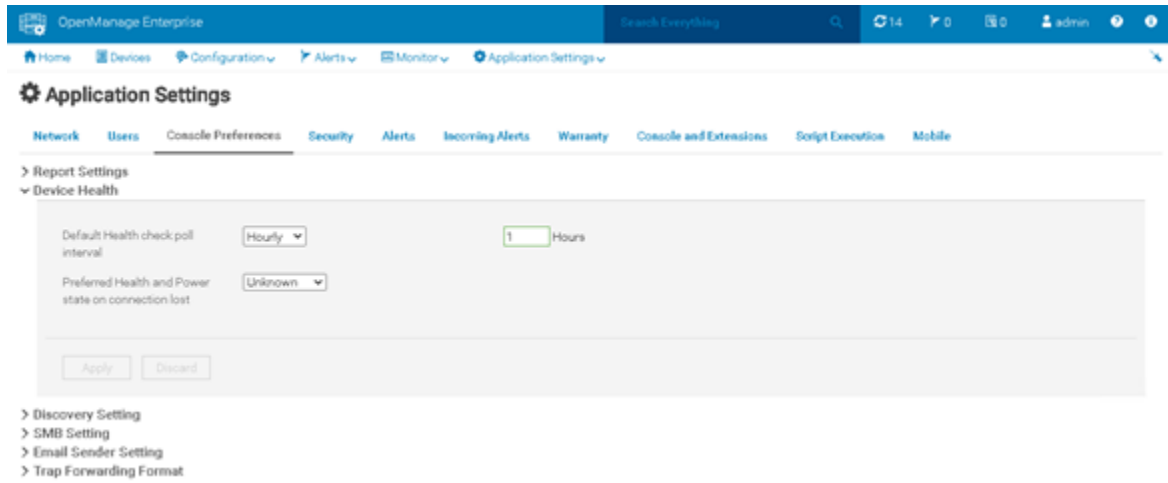 OpenManage Enterprise
Search Everything
14
0
0
admin
Home Devices Configuration Alerts Monitor Application Settings
Application Settings
Network Users Console Preferences Security Alerts Incoming Alerts Warranty Console and Extensions Script Execution Mobile
Report Settings
Device Health
Default Health check poll interval
Hourly
1 Hours
Preferred Health and Power state on connection lost
Unknown
Apply Discard
Discovery Setting
SMB Setting
Email Sender Setting
Trap Forwarding Format